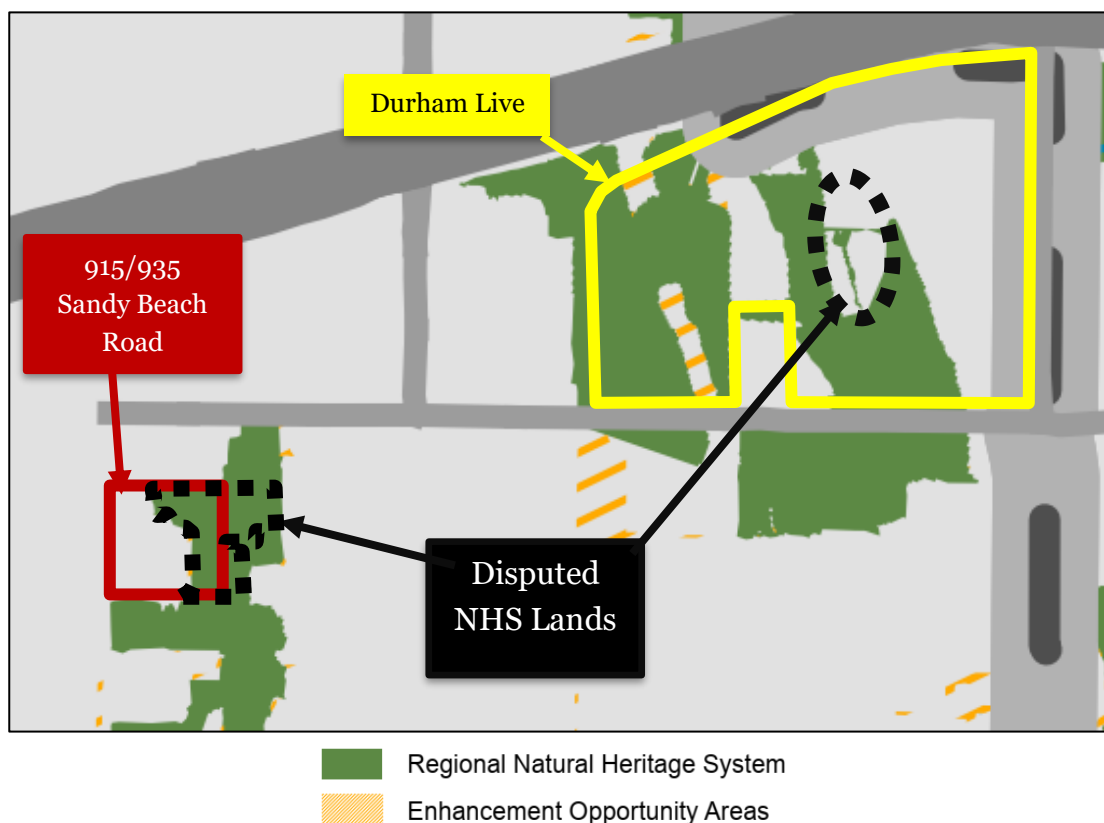 Durham Live
915/935
Sandy Beach
Road
Disputed
NHS Lands
Regional Natural Heritage System
Enhancement Opportunity Areas